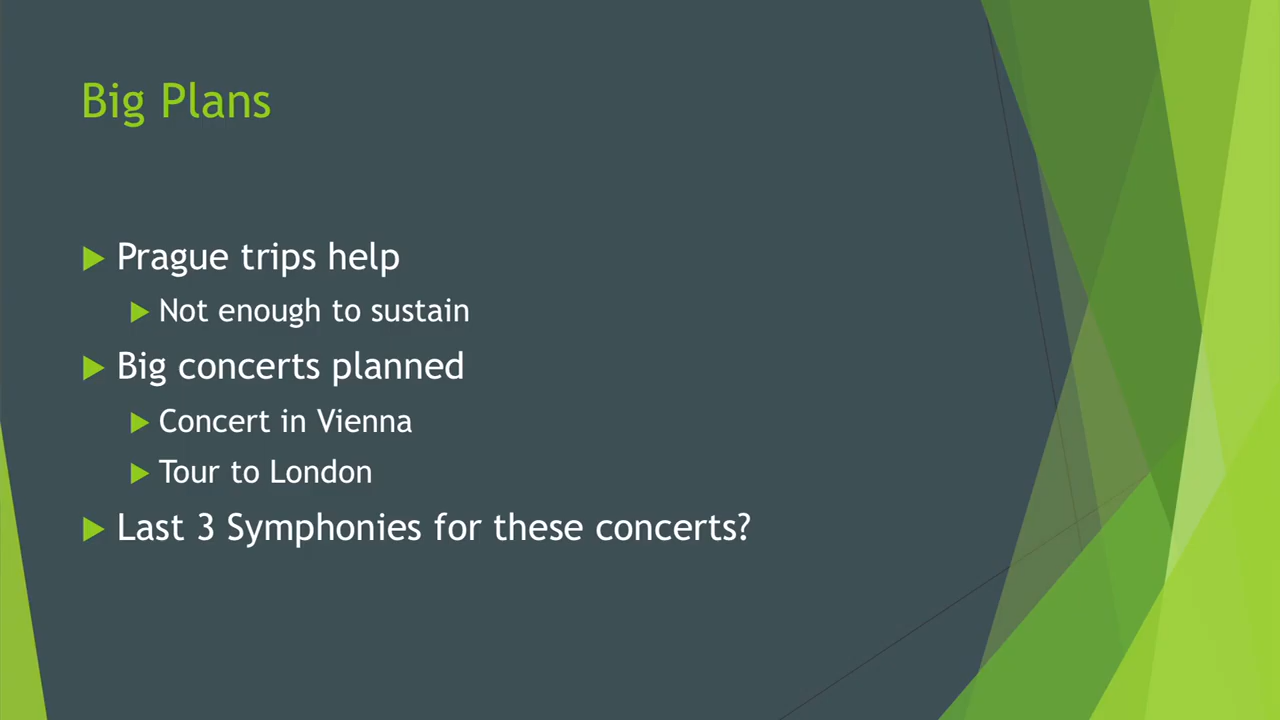 Big Plans
Prague trips help
Not enough to sustain
Big concerts planned
Concert in Vienna
Tour to London
Last 3 Symphonies for these concerts?